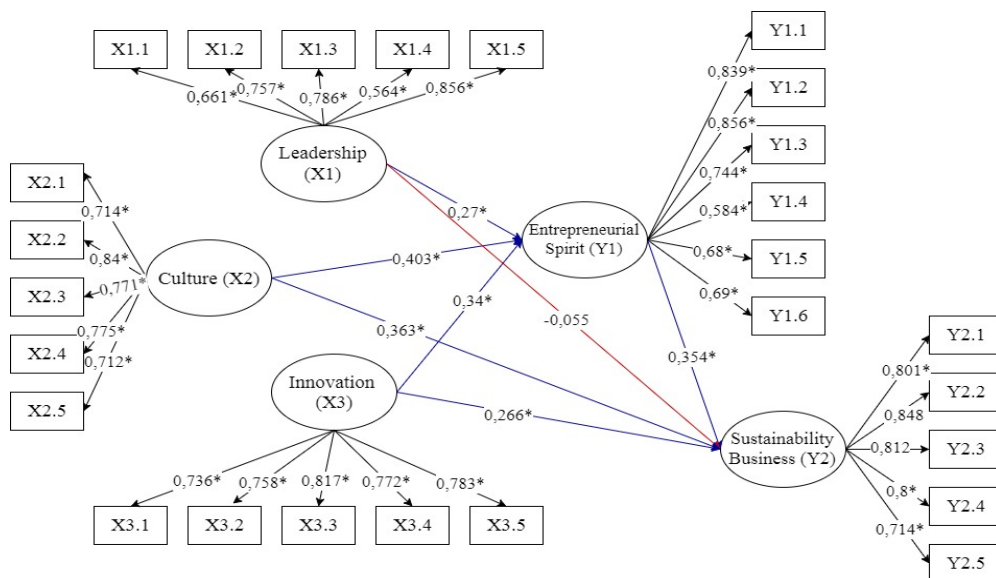 X1.1
X1.2
X1.3
X1.4
X1.5
0,661*
0,757*
0,786*
0,564*
0,856*
Leadership
(X1)
Y1.1
Y1.2
Y1.3
Y1.4
Y1.5
Y1.6
0,839*
0,856*
0,744*
0,584*
0,68*
0,69*
Entrepreneurial
Spirit (Y1)
X2.1
X2.2
X2.3
X2.4
X2.5
0,714*
0,84*
0,771*
0,775*
0,712*
Culture (X2)
0,27*
0,403*
0,34*
-0,055
0,363*
0,354*
0,266*
Innovation
(X3)
0,736*
0,758*
0,817*
0,772*
0,783*
X3.1
X3.2
X3.3
X3.4
X3.5
Sustainability
Business (Y2)
0,801*
0,848
0,812
0,8*
0,714*
Y2.1
Y2.2
Y2.3
Y2.4
Y2.5